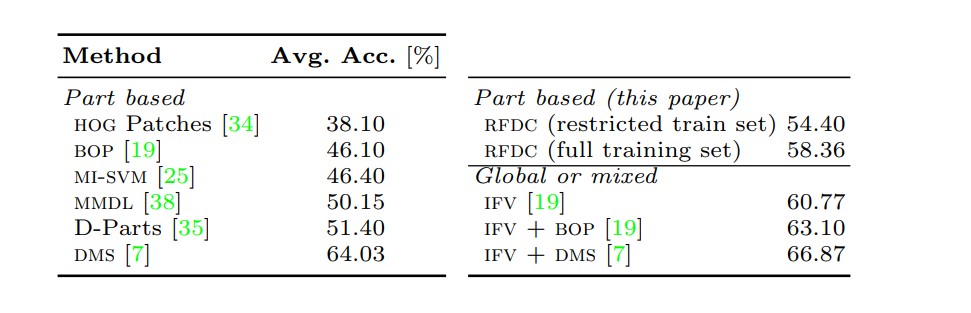 Method Avg. Acc. [%]
Part based
HOG Patches [34] 38.10
BOP [19] 46.10
MI-SVM [25] 46.40
MMDL [38] 50.15
D-Parts [35] 51.40
DMS [7] 64.03
Part based (this paper)
RFDC (restricted train set) 54.40
RFDC (full training set) 58.36
Global or mixed
IFV [19] 60.77
IFV + BOP [19] 63.10
IFV + DMS [7] 66.87